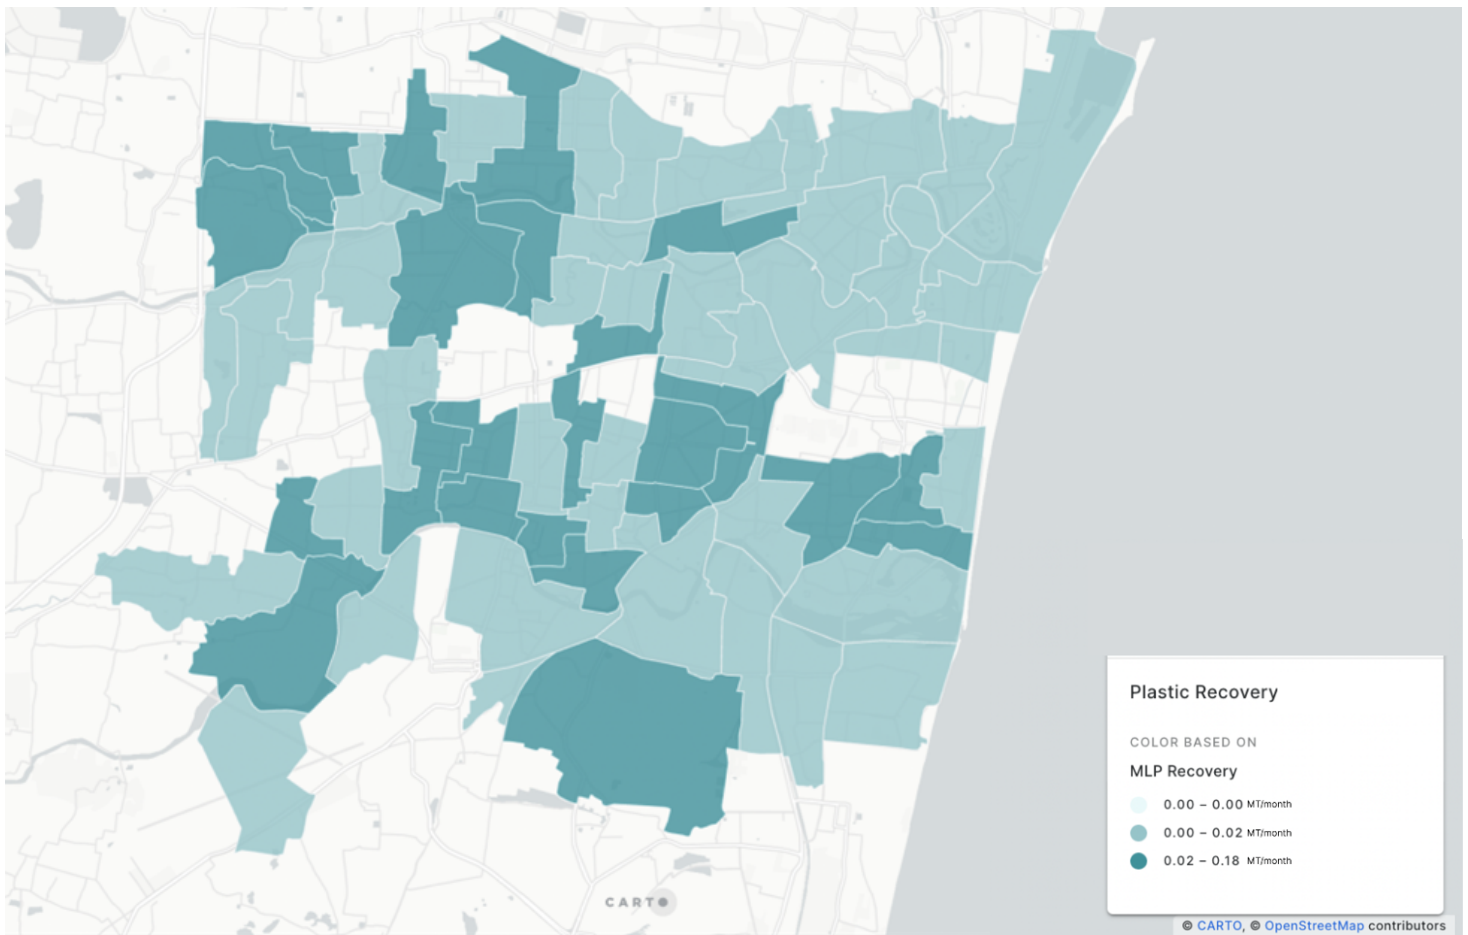 Plastic Recovery
COLOR BASED ON
MLP Recovery
0.00 – 0.00 MT/month
0.00 – 0.02 MT/month
0.02 – 0.18 MT/month
CARTO
© CARTO, © OpenStreetMap contributors